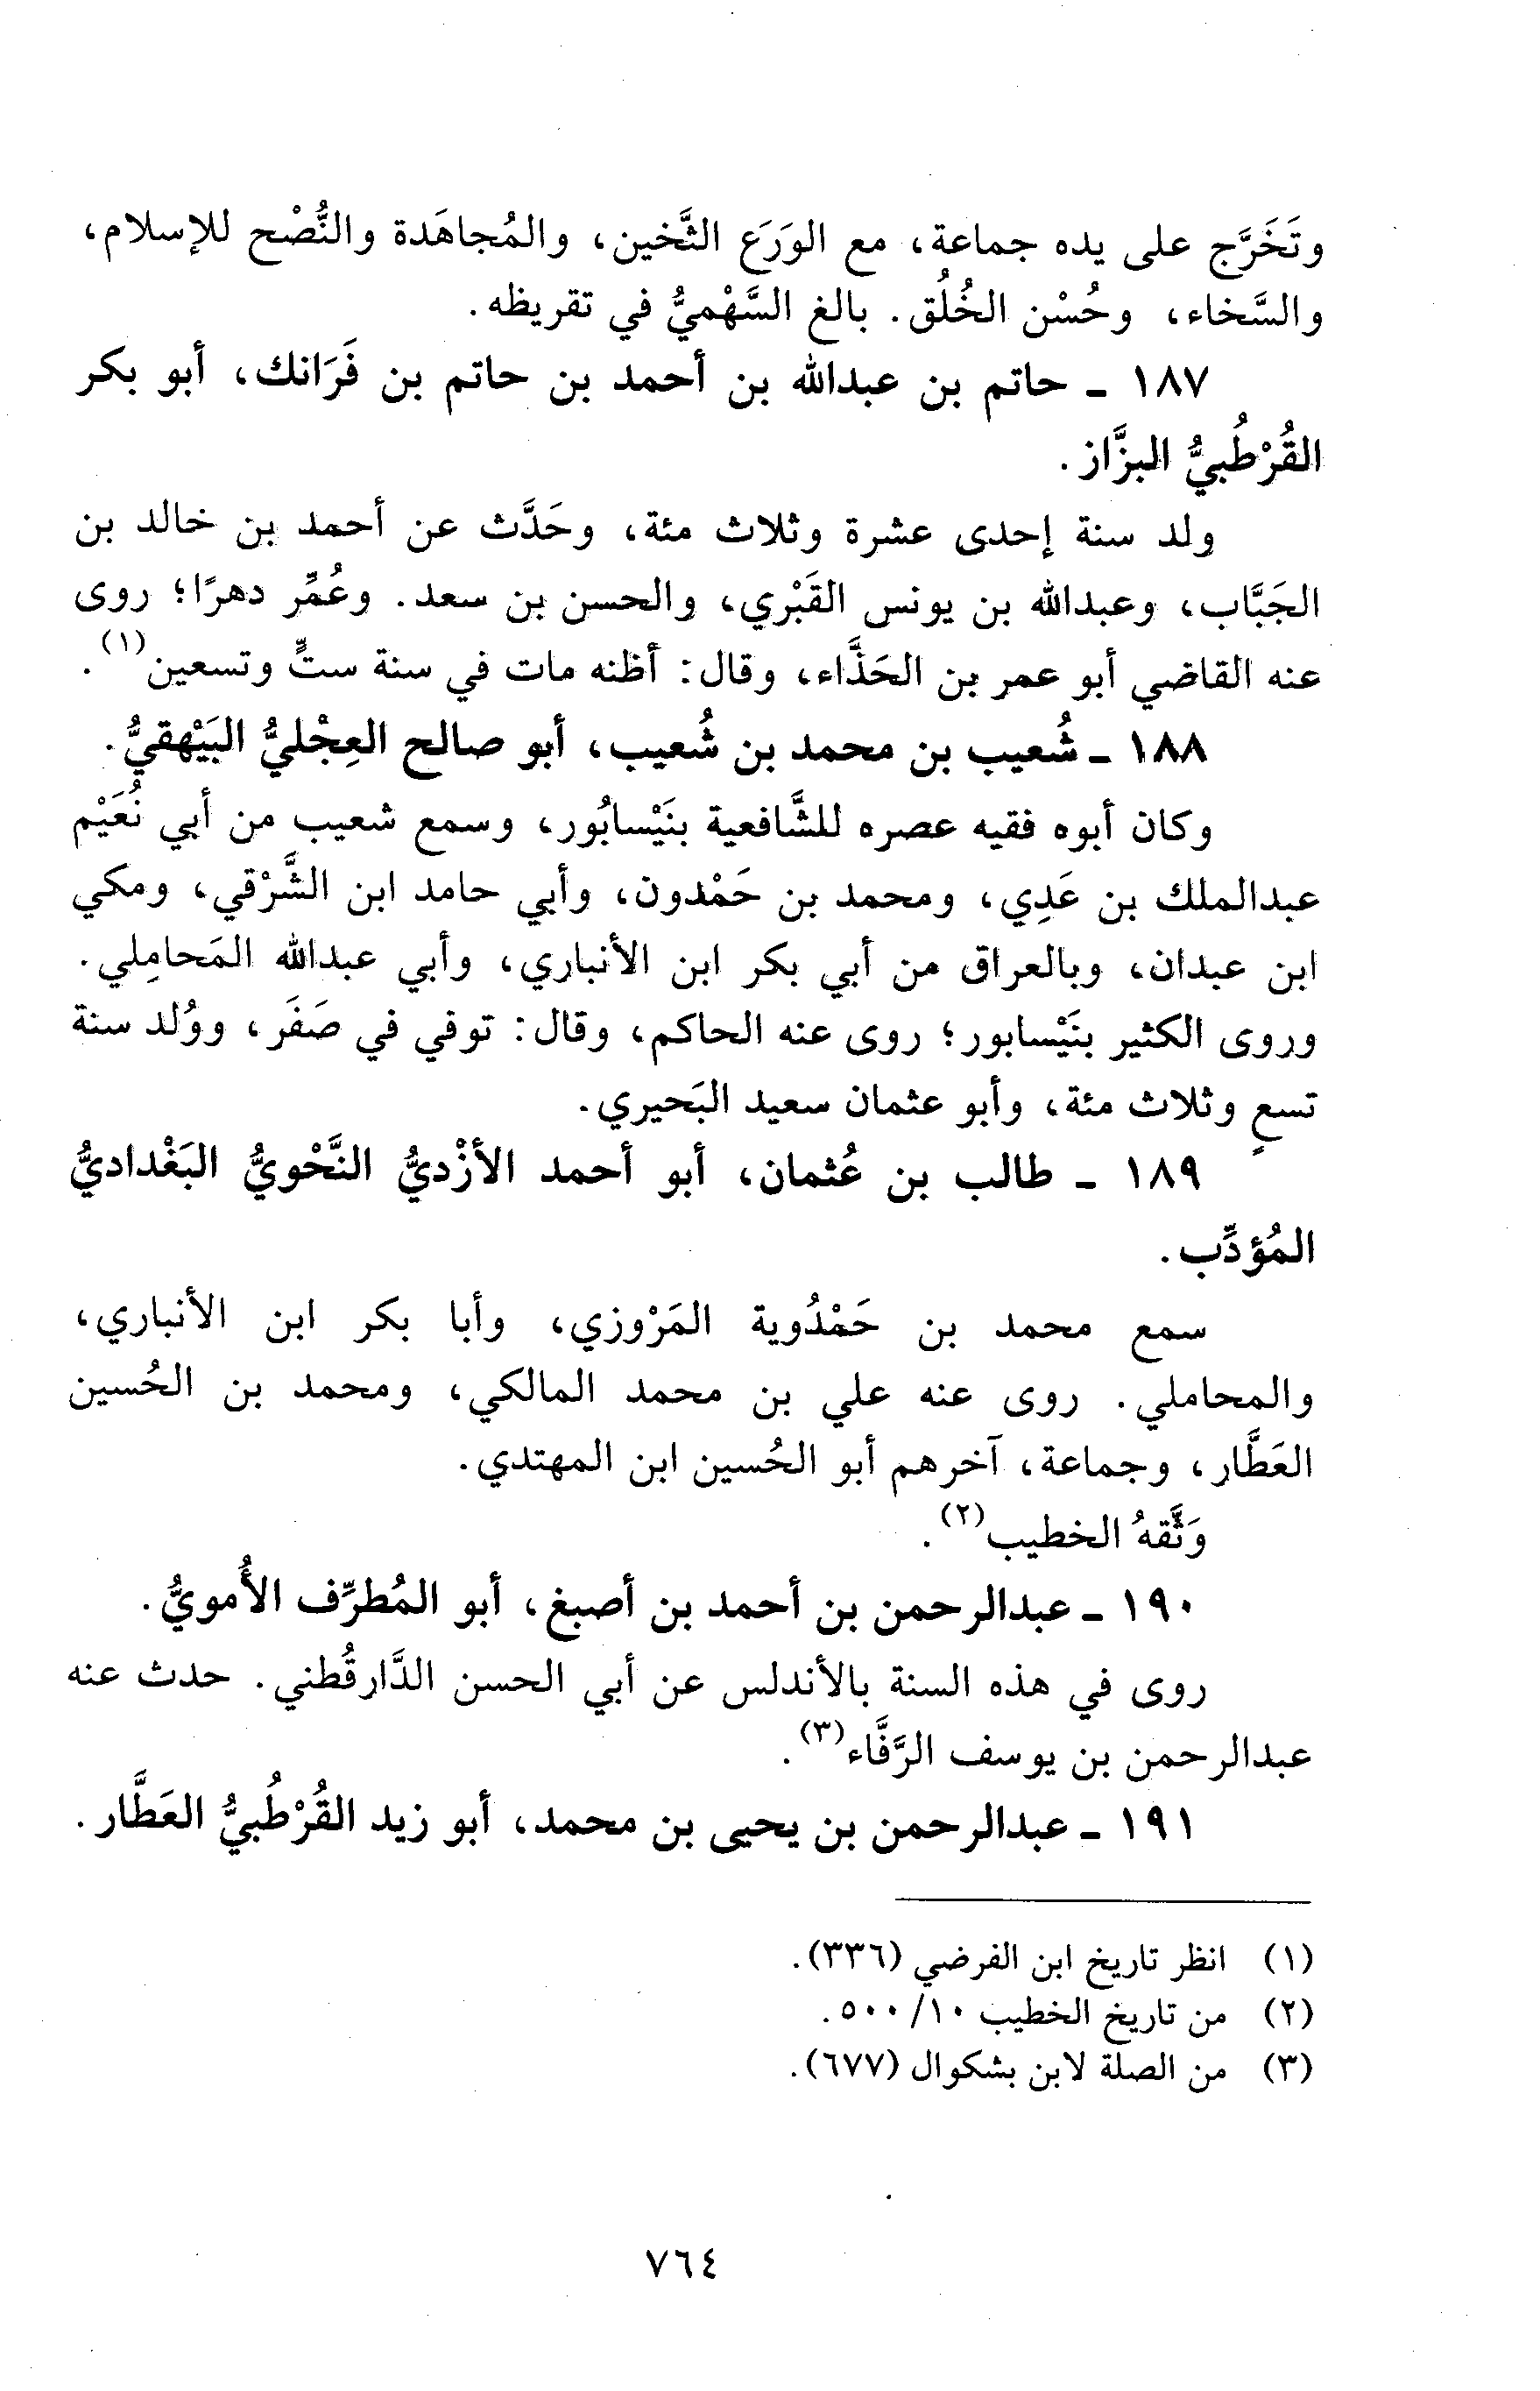 وتَخَرَّج على يده جماعة، مع الوَرَع الثَّخين، والمُجاهَدة والنُّصْح للإسلام،
والسَّخاء، وحُسْن الخُلُق. بالغ السَّهْميُّ في تقريظه.
١٨٧ ـ حاتم بن عبدالله بن أحمد بن حاتم بن فَرَانك، أبو بكر
القُرْطُبيُّ البزَّاز.
ولد سنة إحدى عشرة وثلاث مئة، وحَدَّث عن أحمد بن خالد بن
الجَبَّاب، وعبدالله بن يونس القَبْري، والحسن بن سعد. وعُمِّر دهرًا؛ روى
عنه القاضي أبو عمر بن الحَذَّاء، وقال: أظنه مات في سنة ستٍّ وتسعين(١).
١٨٨ ـ شُعيب بن محمد بن شُعيب، أبو صالح العِجْليُّ البَيْهقيُّ.
وكان أبوه فقيه عصره للشَّافعية بنَيْسابُور، وسمع شعيب من أبي نُعَيْم
عبدالملك بن عَدِي، ومحمد بن حَمْدون، وأبي حامد ابن الشَّرْقي، ومكي
ابن عبدان، وبالعراق من أبي بكر ابن الأنباري، وأبي عبدالله المَحامِلي.
وروى الكثير بنَيْسابور؛ روى عنه الحاكم، وقال: توفي في صَفَر، ووُلد سنة
تسعٍ وثلاث مئة، وأبو عثمان سعيد البَحيري.
١٨٩ ـ طالب بن عُثمان، أبو أحمد الأزْديُّ النَّحْويُّ البَغْداديُّ
المُؤدِّب.
سمع محمد بن حَمْدُوية المَرْوزي، وأبا بكر ابن الأنباري،
والمحاملي. روى عنه علي بن محمد المالكي، ومحمد بن الحُسين
العَطَّار، وجماعة، آخرهم أبو الحُسين ابن المهتدي.
وَثَّقهُ الخطيب(٢).
١٩٠ ـ عبدالرحمن بن أحمد بن أصبغ، أبو المُطرِّف الأُمويُّ.
روى في هذه السنة بالأندلس عن أبي الحسن الدَّارقُطني. حدث عنه
عبدالرحمن بن يوسف الرَّفَّاء(٣).
١٩١ ـ عبدالرحمن بن يحيى بن محمد، أبو زيد القُرْطُبيُّ العَطَّار.
(١) انظر تاريخ ابن الفرضي (٣٣٦).
(٢) من تاريخ الخطيب ١٠/ ٥٠٠.
(٣) من الصلة لابن بشكوال (٦٧٧).
٧٦٤